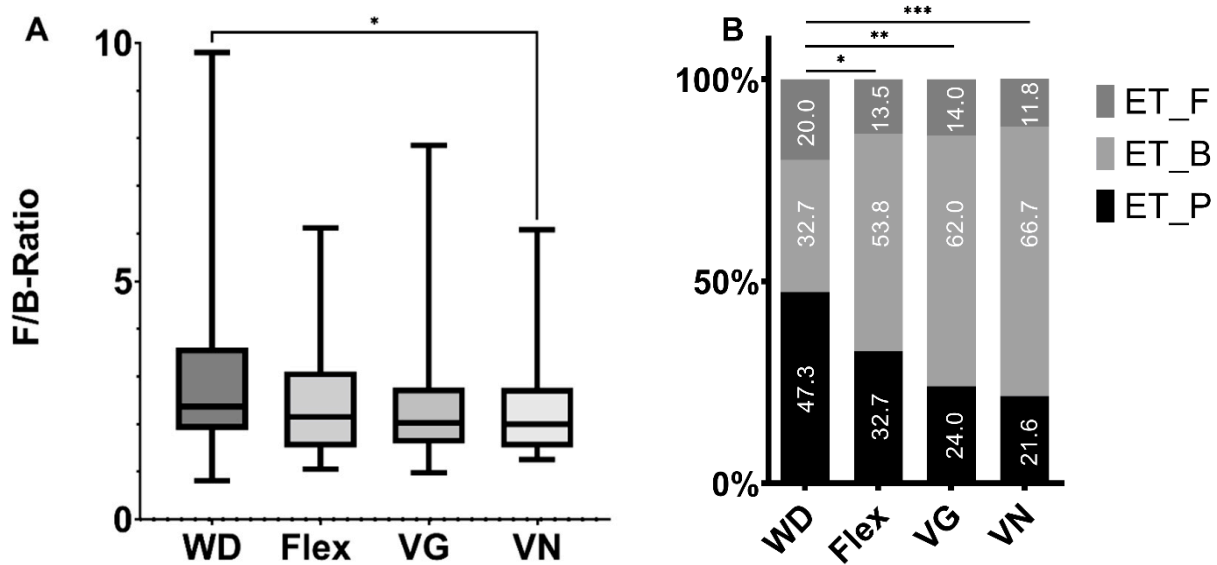 A
F/B-Ratio
10
5
0
*
WD Flex VG VN
B
***
**
*
100%
50%
0%
20.0 13.5 14.0 11.8
32.7 53.8 62.0 66.7
47.3 32.7 24.0 21.6
WD Flex VG VN
ET_F
ET_B
ET_P